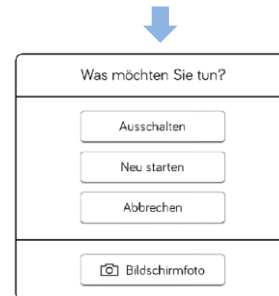 Was möchten Sie tun?
Ausschalten
Neu starten
Abbrechen
Bildschirmfoto